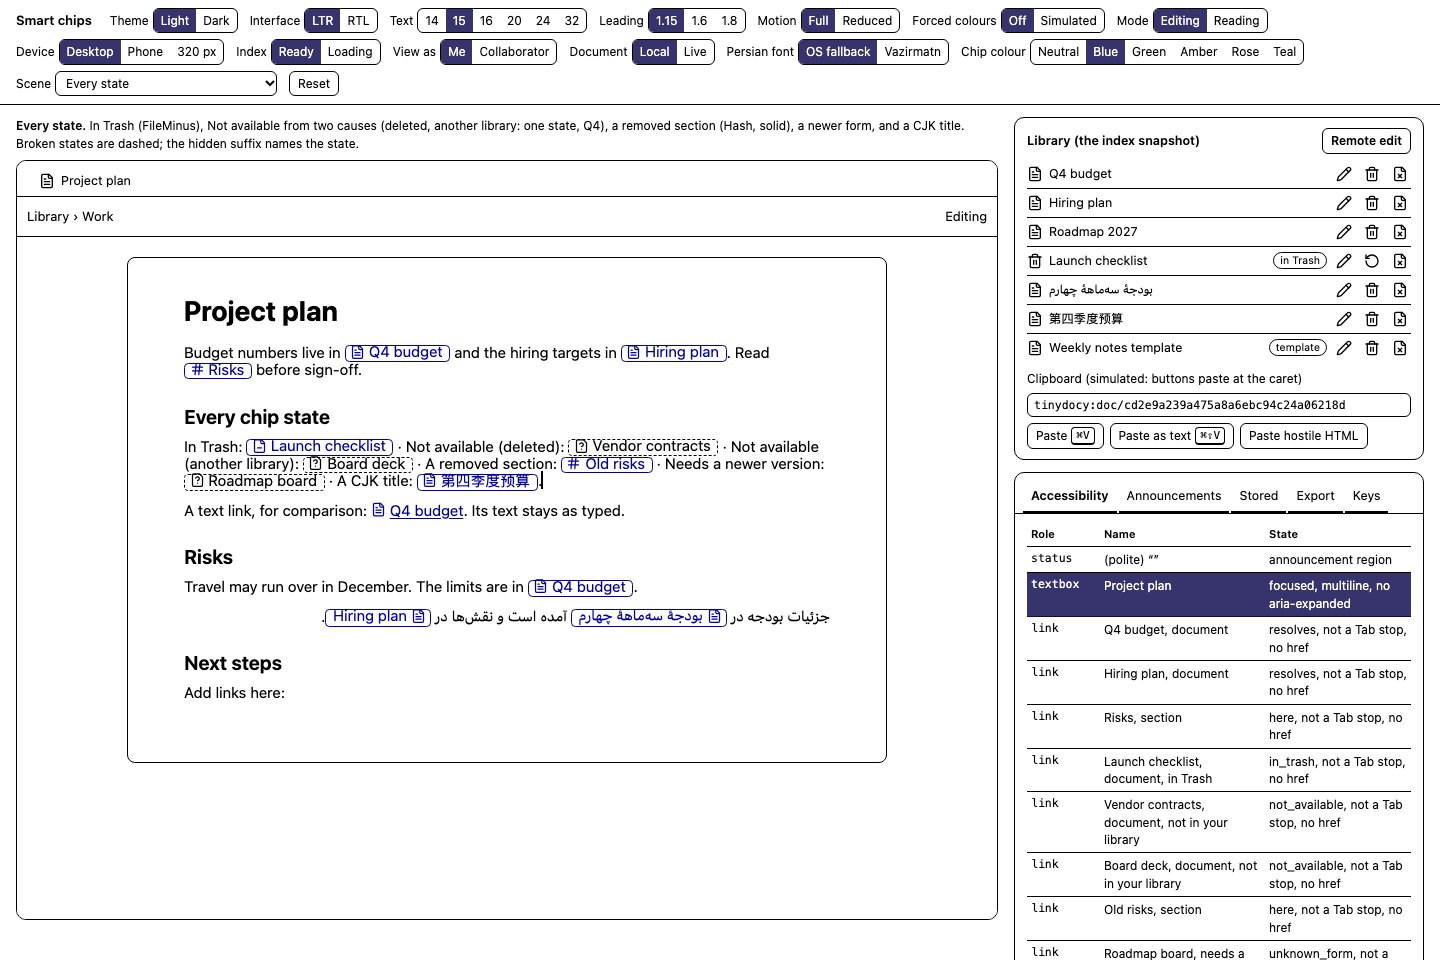 Smart chips Theme Light Dark Interface LTR RTL Text 14 15 16 20 24 32 Leading 1.15 1.6 1.8 Motion Full Reduced Forced colours Off Simulated Mode Editing Reading
Device Desktop Phone 320 px Index Ready Loading View as Me Collaborator Document Local Live Persian font OS fallback Vazirmatn Chip colour Neutral Blue Green Amber Rose Teal
Scene Every state Reset
Every state. In Trash (FileMinus), Not available from two causes (deleted, another library: one state, Q4), a removed section (Hash, solid), a newer form, and a CJK title.
Broken states are dashed; the hidden suffix names the state.
Project plan
Library › Work Editing
Project plan
Budget numbers live in Q4 budget and the hiring targets in Hiring plan. Read
# Risks before sign-off.
Every chip state
In Trash: Launch checklist · Not available (deleted): Vendor contracts · Not available
(another library): Board deck · A removed section: # Old risks · Needs a newer version:
Roadmap board · A CJK title: 第四季度预算.
A text link, for comparison: Q4 budget. Its text stays as typed.
Risks
Travel may run over in December. The limits are in Q4 budget.
جزئیات بودجه در بودجهٔ سه‌ماههٔ چهارم آمده است و نقش‌ها در Hiring plan.
Next steps
Add links here:
Library (the index snapshot) Remote edit
Q4 budget
Hiring plan
Roadmap 2027
Launch checklist in Trash
بودجهٔ سه‌ماههٔ چهارم
第四季度预算
Weekly notes template template
Clipboard (simulated: buttons paste at the caret)
tinydocy:doc/cd2e9a239a475a8a6ebc94c24a06218d
Paste ⌘V Paste as text ⌘⇧V Paste hostile HTML
Accessibility Announcements Stored Export Keys
Role Name State
status (polite) “” announcement region
textbox Project plan focused, multiline, no
aria-expanded
link Q4 budget, document resolves, not a Tab stop,
no href
link Hiring plan, document resolves, not a Tab stop,
no href
link Risks, section here, not a Tab stop, no
href
link Launch checklist, in_trash, not a Tab stop,
document, in Trash no href
link Vendor contracts, not_available, not a Tab
document, not in your stop, no href
library
link Board deck, document, not not_available, not a Tab
in your library stop, no href
link Old risks, section here, not a Tab stop, no
href
link Roadmap board, needs a unknown_form, not a